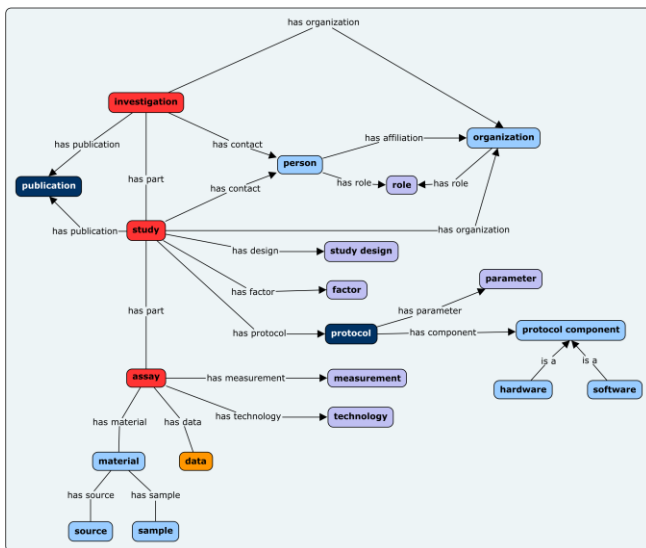 has organization
investigation
has publication
has contact
has affiliation
organization
person
has part
publication
has contact
has role
role
has role
has publication
study
has organization
has design
study design
has factor
factor
parameter
has part
has parameter
has protocol
protocol
has component
protocol component
is a
is a
assay
has measurement
measurement
hardware
software
has material
has data
has technology
technology
material
data
has source
has sample
source
sample